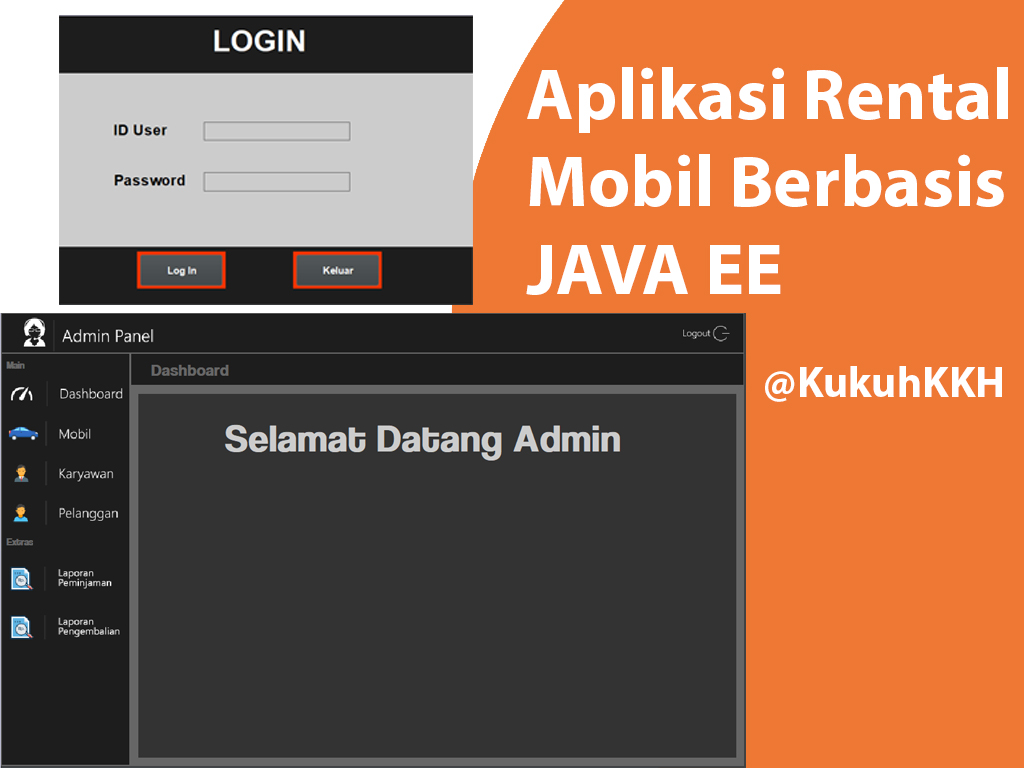 LOGIN
ID User
Password
Log In
Keluar
Aplikasi Rental
Mobil Berbasis
JAVA EE
@KukuhKKH
Admin Panel
Logout
Main
Dashboard
Mobil
Karyawan
Pelanggan
Extras
Laporan
Peminjaman
Laporan
Pengembalian
Dashboard
Selamat Datang Admin